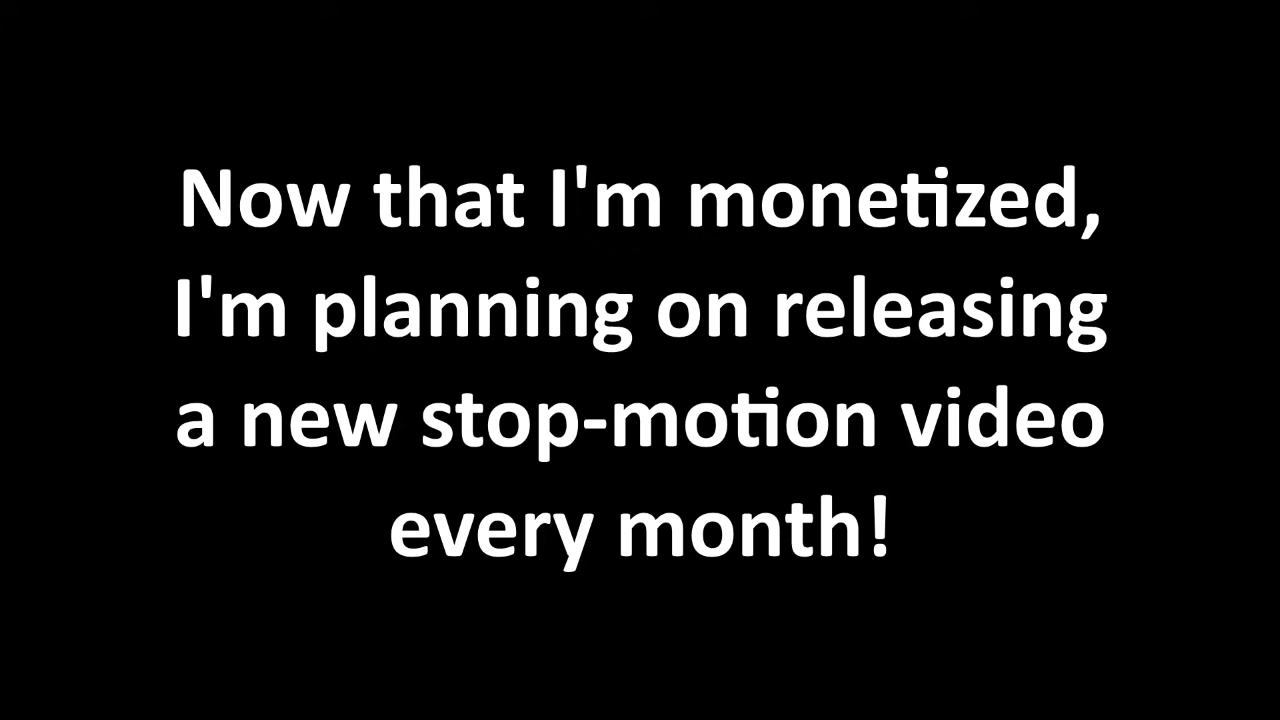 Now that I'm monetized,
I'm planning on releasing
a new stop-motion video
every month!